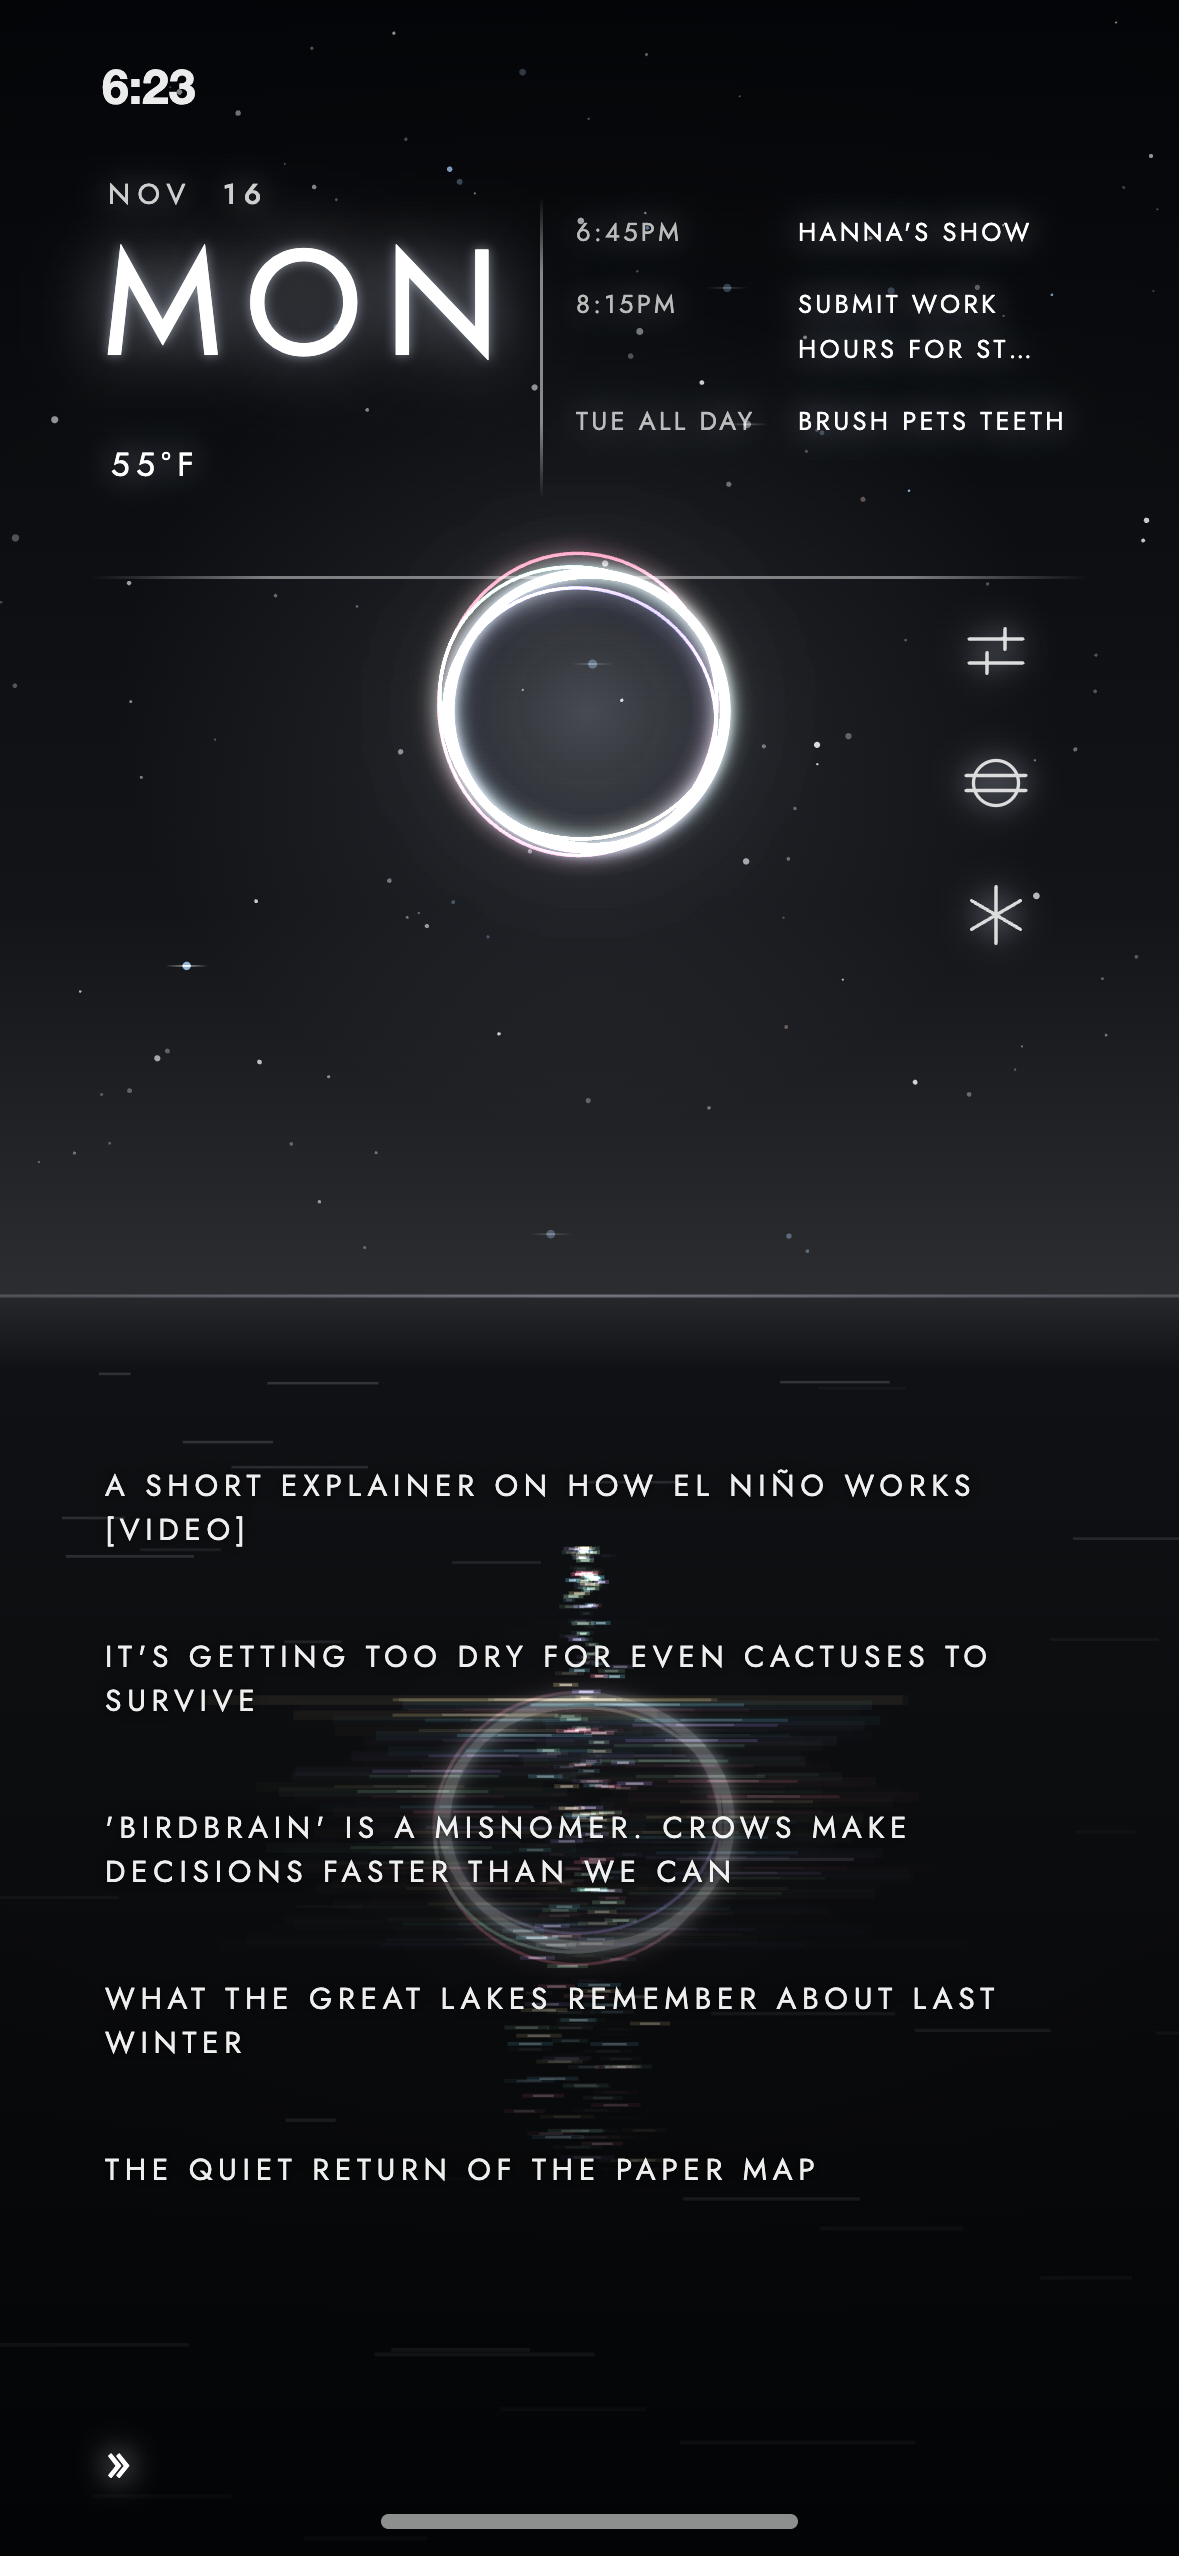 6:23
NOV 16
MON
55°F
6:45PM HANNA'S SHOW
8:15PM SUBMIT WORK
HOURS FOR ST...
TUE ALL DAY BRUSH PETS TEETH
A SHORT EXPLAINER ON HOW EL NIÑO WORKS
[VIDEO]
IT'S GETTING TOO DRY FOR EVEN CACTUSES TO
SURVIVE
'BIRDBRAIN' IS A MISNOMER. CROWS MAKE
DECISIONS FASTER THAN WE CAN
WHAT THE GREAT LAKES REMEMBER ABOUT LAST
WINTER
THE QUIET RETURN OF THE PAPER MAP
»